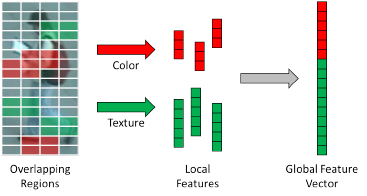 Color
Texture
Overlapping
Regions
Local
Features
Global Feature
Vector